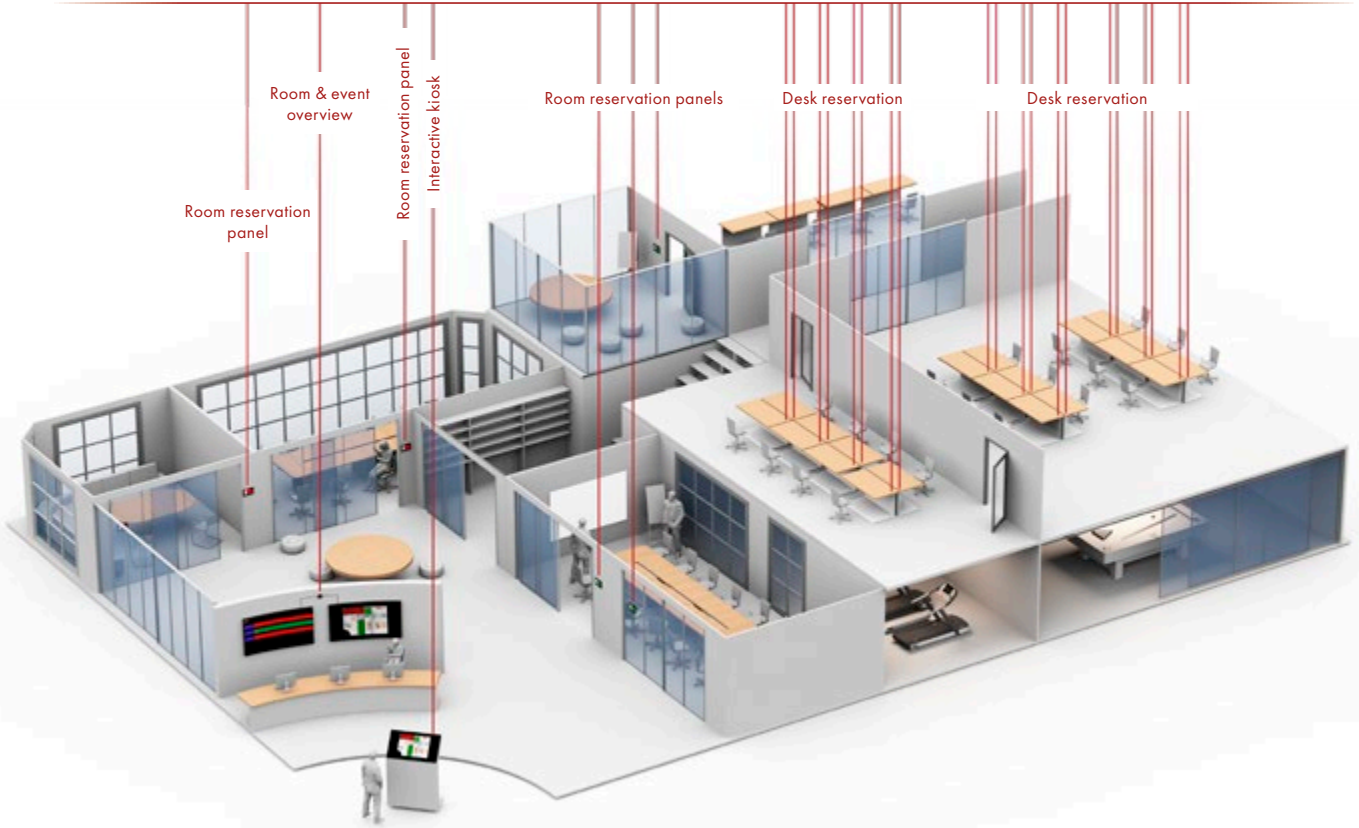 Room & event
overview
Room reservation panel
Interactive kiosk
Room reservation panels
Desk reservation
Desk reservation
Room reservation
panel